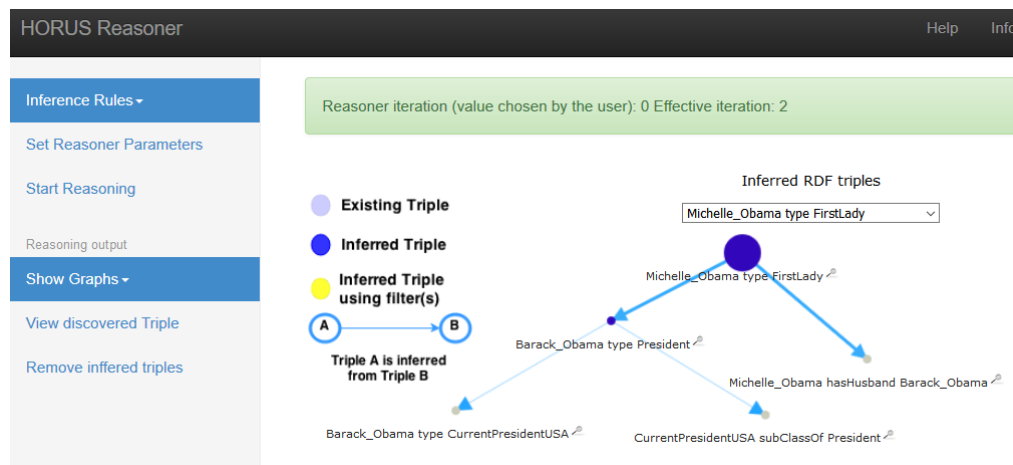 HORUS Reasoner
Help Info
Inference Rules
Set Reasoner Parameters
Start Reasoning
Reasoning output
Show Graphs
View discovered Triple
Remove inffered triples
Reasoner iteration (value chosen by the user): 0 Effective iteration: 2
Existing Triple
Inferred Triple
Inferred Triple
using filter(s)
A B
Triple A is inferred
from Triple B
Inferred RDF triples
Michelle_Obama type FirstLady
Michelle_Obama type FirstLady
Barack_Obama type President
Michelle_Obama hasHusband Barack_Obama
Barack_Obama type CurrentPresidentUSA
CurrentPresidentUSA subClassOf President